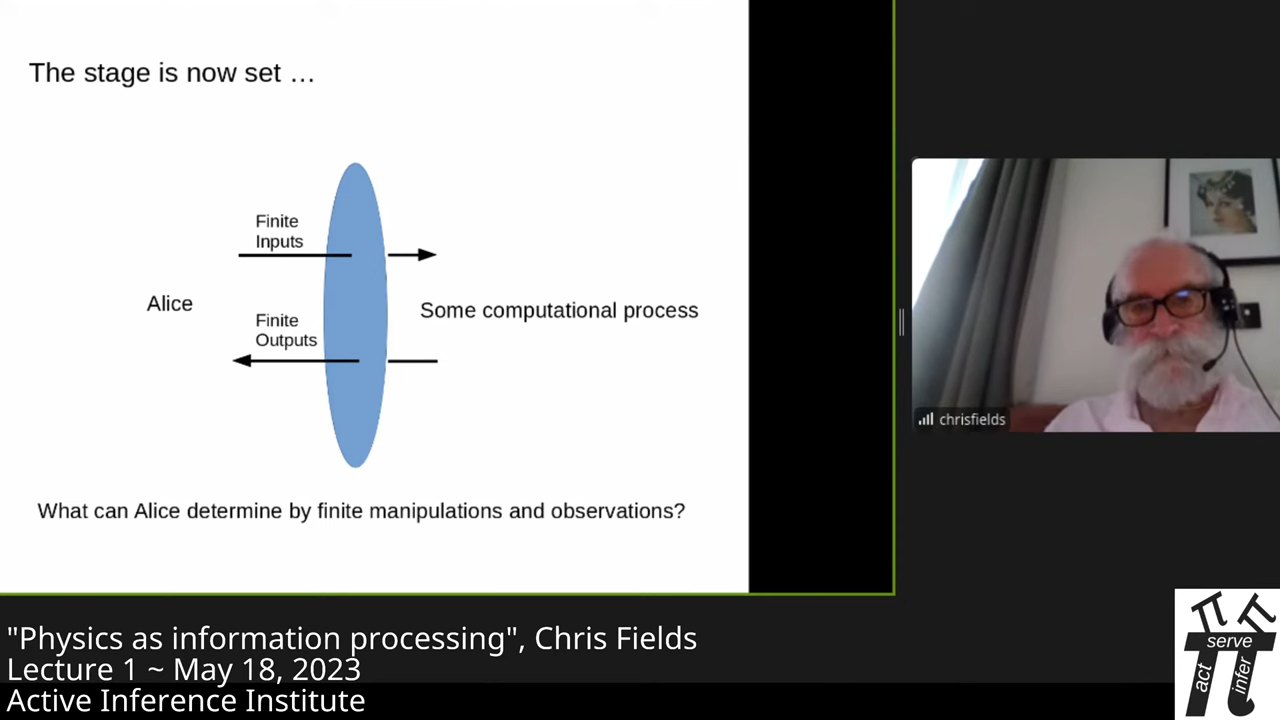 The stage is now set …
Finite
Inputs
Alice
Some computational process
Finite
Outputs
What can Alice determine by finite manipulations and observations?
chrisfields
"Physics as information processing", Chris Fields
Lecture 1 ~ May 18, 2023
Active Inference Institute
serve
act
infer